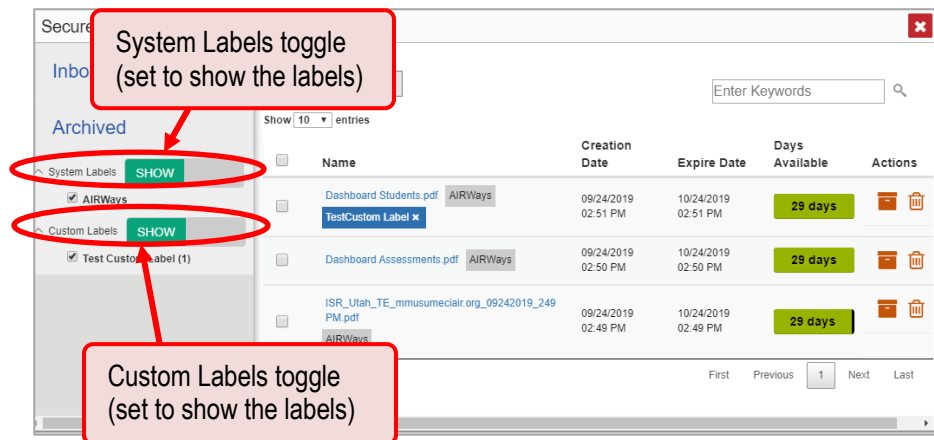 Secure
System Labels toggle
(set to show the labels)
Inbo
Enter Keywords
Archived
Show 10 entries
Name
Creation
Date
Expire Date
Days
Available
Actions
System Labels SHOW
AIRWays
Custom Labels SHOW
Test Custom Label (1)
Dashboard Students.pdf AIRWays
TestCustom Label ×
09/24/2019
02:51 PM
10/24/2019
02:51 PM
29 days
Dashboard Assessments.pdf AIRWays
09/24/2019
02:50 PM
10/24/2019
02:50 PM
29 days
ISR_Utah_TE_mmusumeciair.org_09242019_249
PM.pdf
AIRWays
09/24/2019
02:49 PM
10/24/2019
02:49 PM
29 days
Custom Labels toggle
(set to show the labels)
First Previous 1 Next Last